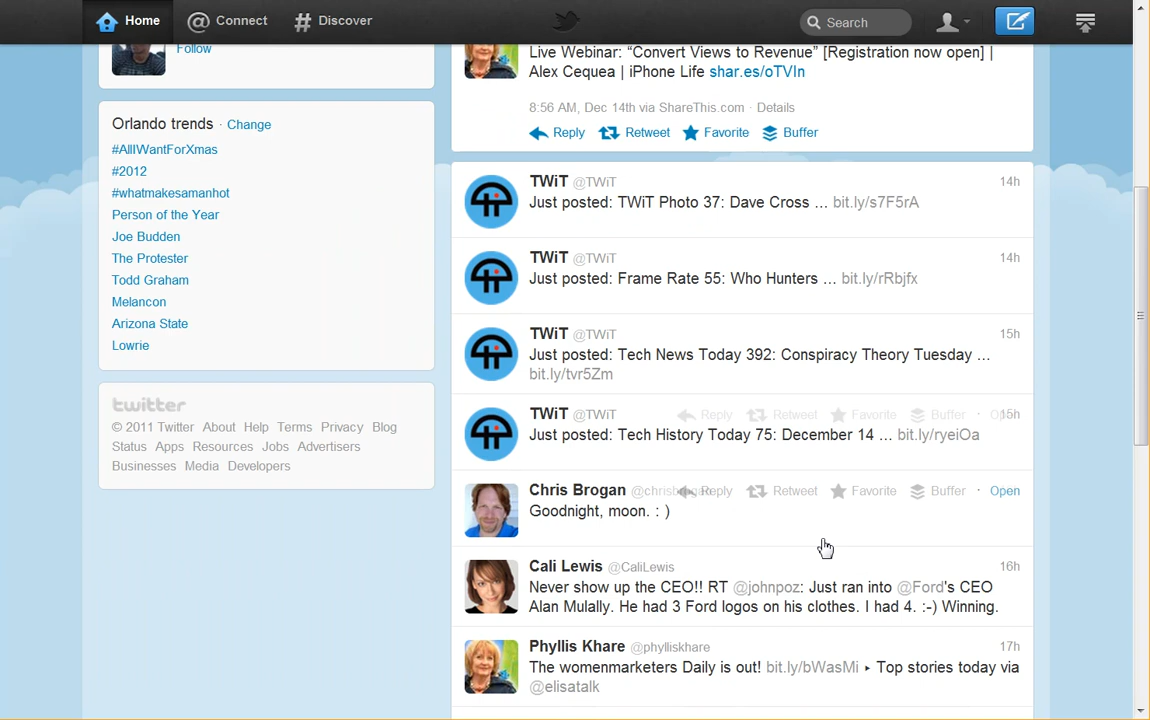 Home
@ Connect
# Discover
Search
Follow
Orlando trends · Change
#AllIWantForXmas
#2012
#whatmakesamanhot
Person of the Year
Joe Budden
The Protester
Todd Graham
Melancon
Arizona State
Lowrie
twitter
© 2011 Twitter About Help Terms Privacy Blog
Status Apps Resources Jobs Advertisers
Businesses Media Developers
Live Webinar: “Convert Views to Revenue” [Registration now open] |
Alex Cequea | iPhone Life shar.es/oTVIn
8:56 AM, Dec 14th via ShareThis.com · Details
Reply Retweet Favorite Buffer
TWiT @TWiT 14h
Just posted: TWiT Photo 37: Dave Cross ... bit.ly/s7F5rA
TWiT @TWiT 14h
Just posted: Frame Rate 55: Who Hunters ... bit.ly/rRbjfx
TWiT @TWiT 15h
Just posted: Tech News Today 392: Conspiracy Theory Tuesday ...
bit.ly/tvr5Zm
TWiT @TWiT Reply Retweet Favorite Buffer · 15h
Just posted: Tech History Today 75: December 14 ... bit.ly/ryeiOa
Chris Brogan @chrisbrogan Reply Retweet Favorite Buffer · Open
Goodnight, moon. : )
Cali Lewis @CaliLewis 16h
Never show up the CEO!! RT @johnpoz: Just ran into @Ford's CEO
Alan Mulally. He had 3 Ford logos on his clothes. I had 4. :-) Winning.
Phyllis Khare @phylliskhare 17h
The womenmarketers Daily is out! bit.ly/bWasMi ▸ Top stories today via
@elisatalk